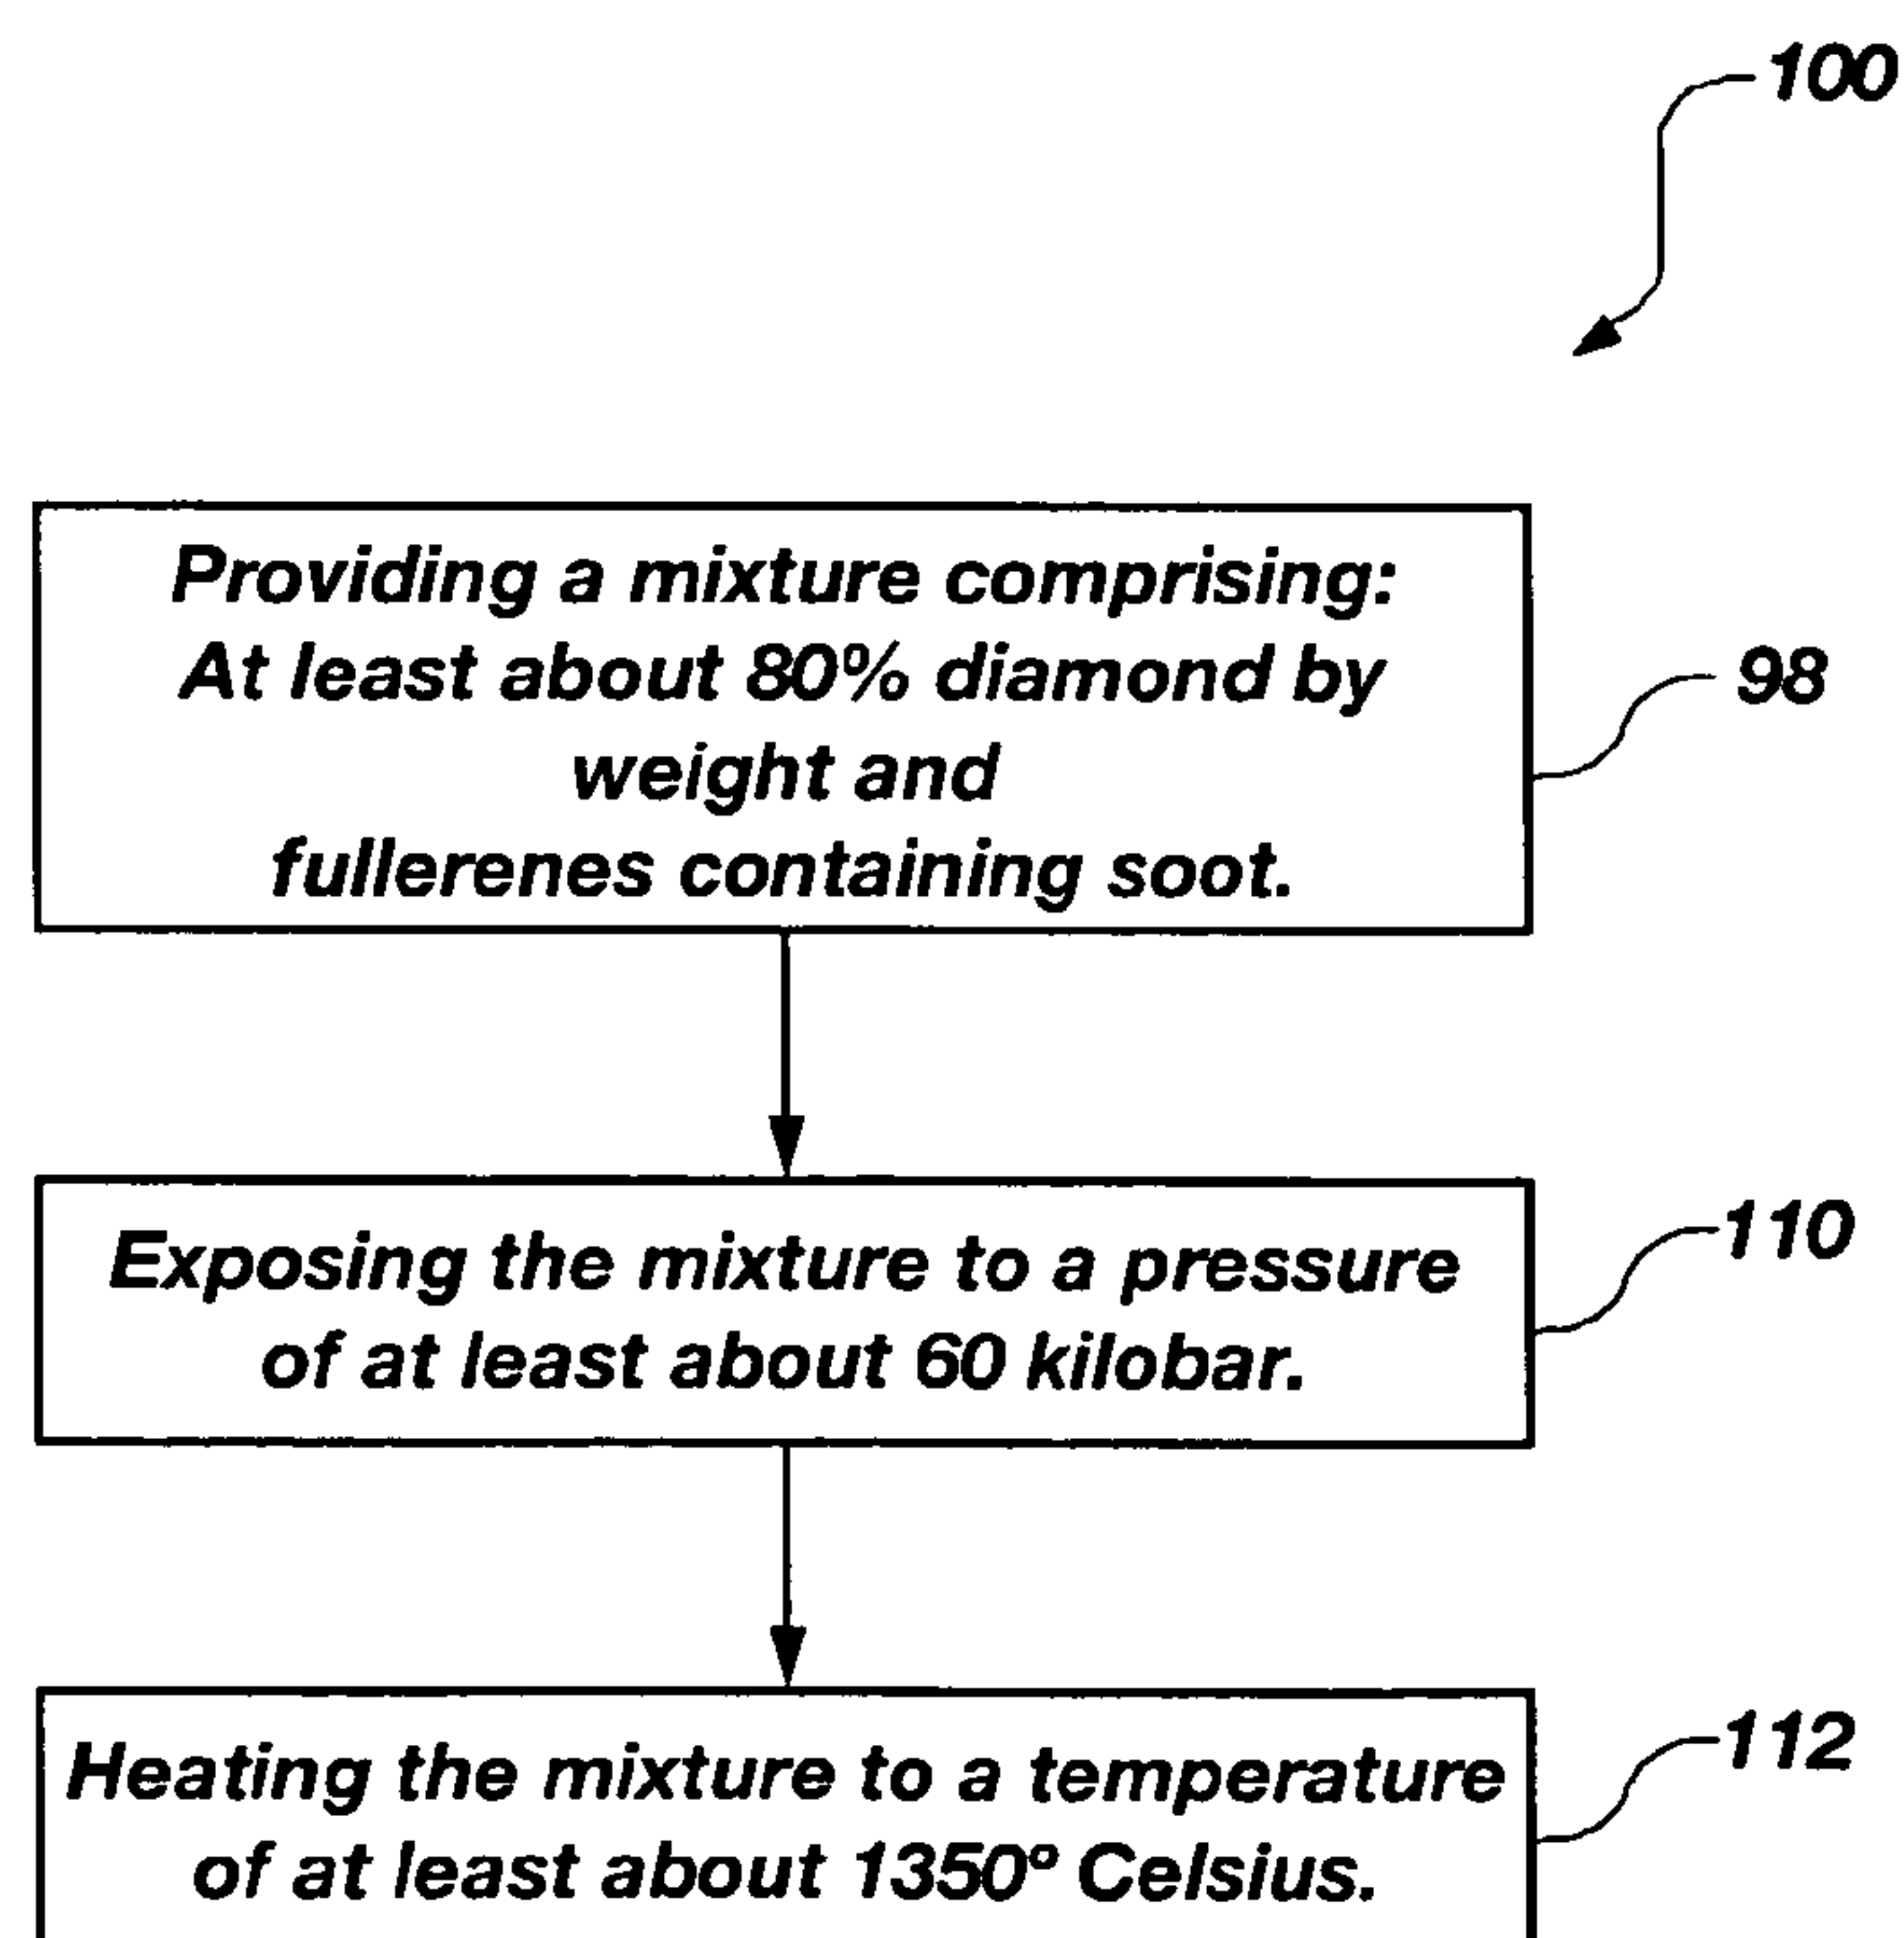 100
Providing a mixture comprising:
At least about 80% diamond by
weight and
fullerenes containing soot.
98
Exposing the mixture to a pressure
of at least about 60 kilobar.
110
Heating the mixture to a temperature
of at least about 1350° Celsius.
112